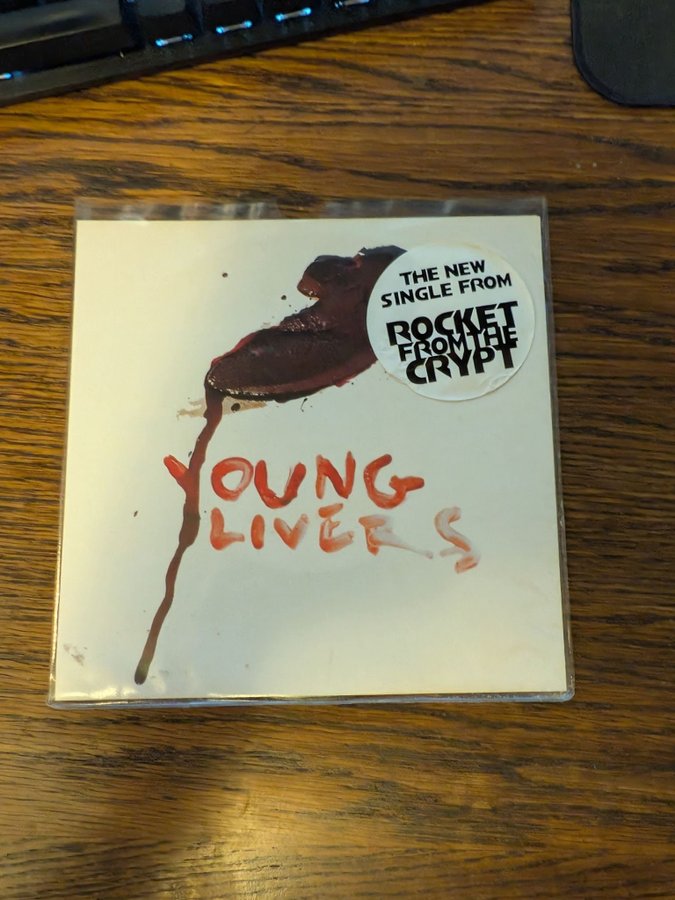 THE NEW
SINGLE FROM
ROCKET
FROM THE
CRYPT
YOUNG
LIVERS